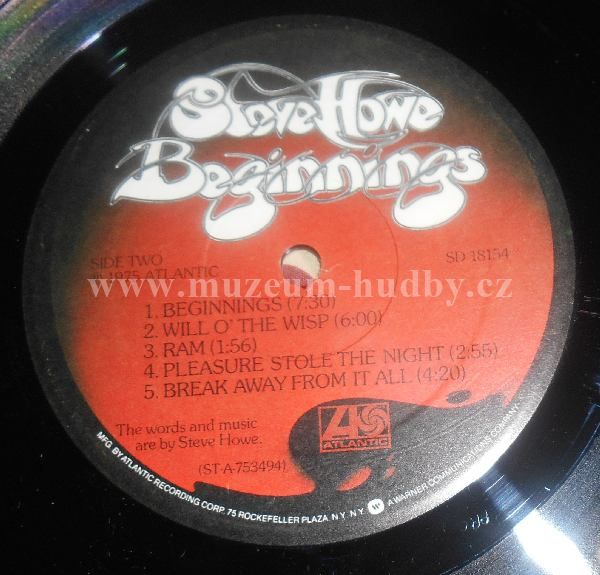 Steve Howe
Beginnings
SIDE TWO
℗ 1975 ATLANTIC
SD 18154
www.muzeum-hudby.cz
1. BEGINNINGS (7:30)
2. WILL O' THE WISP (6:00)
3. RAM (1:56)
4. PLEASURE STOLE THE NIGHT (2:55)
5. BREAK AWAY FROM IT ALL (4:20)
The words and music
are by Steve Howe.
ATLANTIC
(ST-A-753494)
MFG. BY ATLANTIC RECORDING CORP. 75 ROCKEFELLER PLAZA N.Y. N.Y. A WARNER COMMUNICATIONS COMPANY